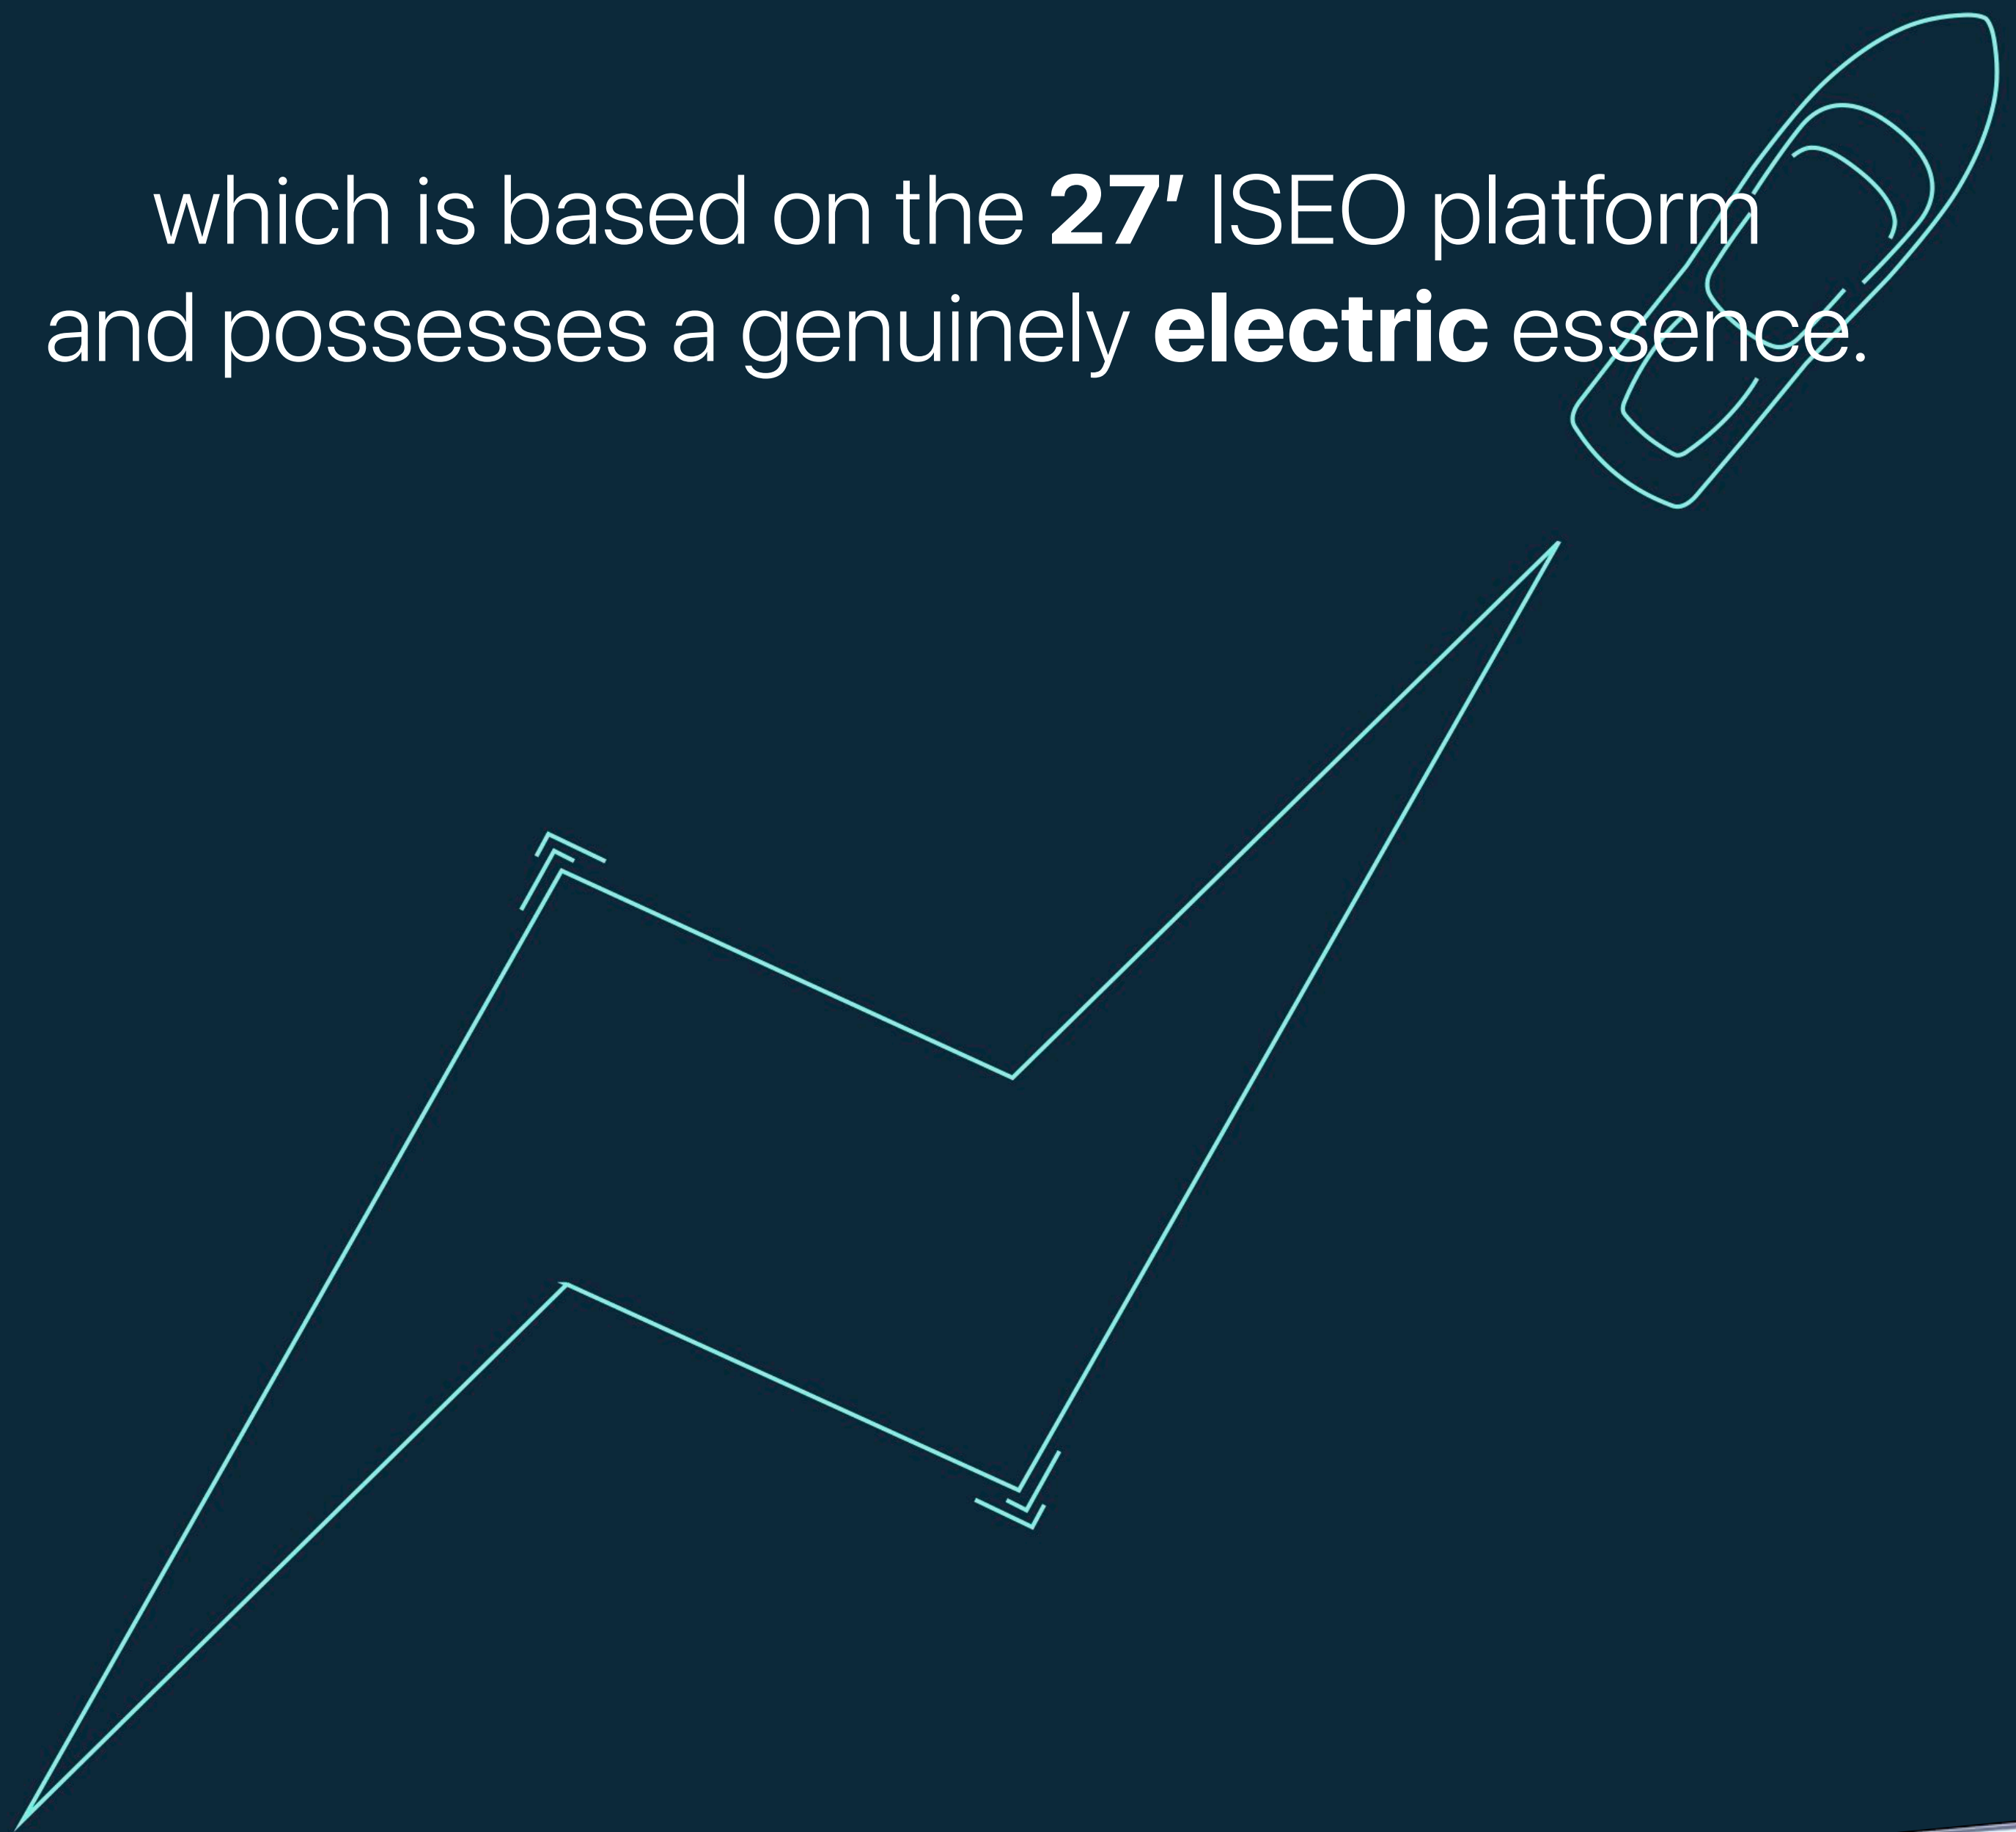 which is based on the 27’ ISEO platform
and possesses a genuinely electric essence.